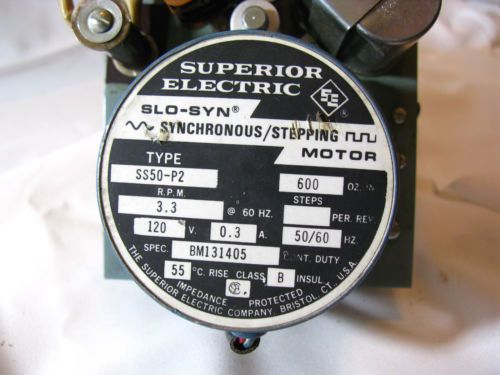 SUPERIOR
ELECTRIC
SLO-SYN®
SYNCHRONOUS/STEPPING
MOTOR
TYPE
SS50-P2 600 OZ. IN
R.P.M. STEPS
3.3 @ 60 HZ. PER. REV.
120 V. 0.3 A. 50/60 HZ.
SPEC. BM131405 CONT. DUTY
55 °C. RISE CLASS B INSUL
IMPEDANCE PROTECTED
THE SUPERIOR ELECTRIC COMPANY, BRISTOL, CT., U.S.A.